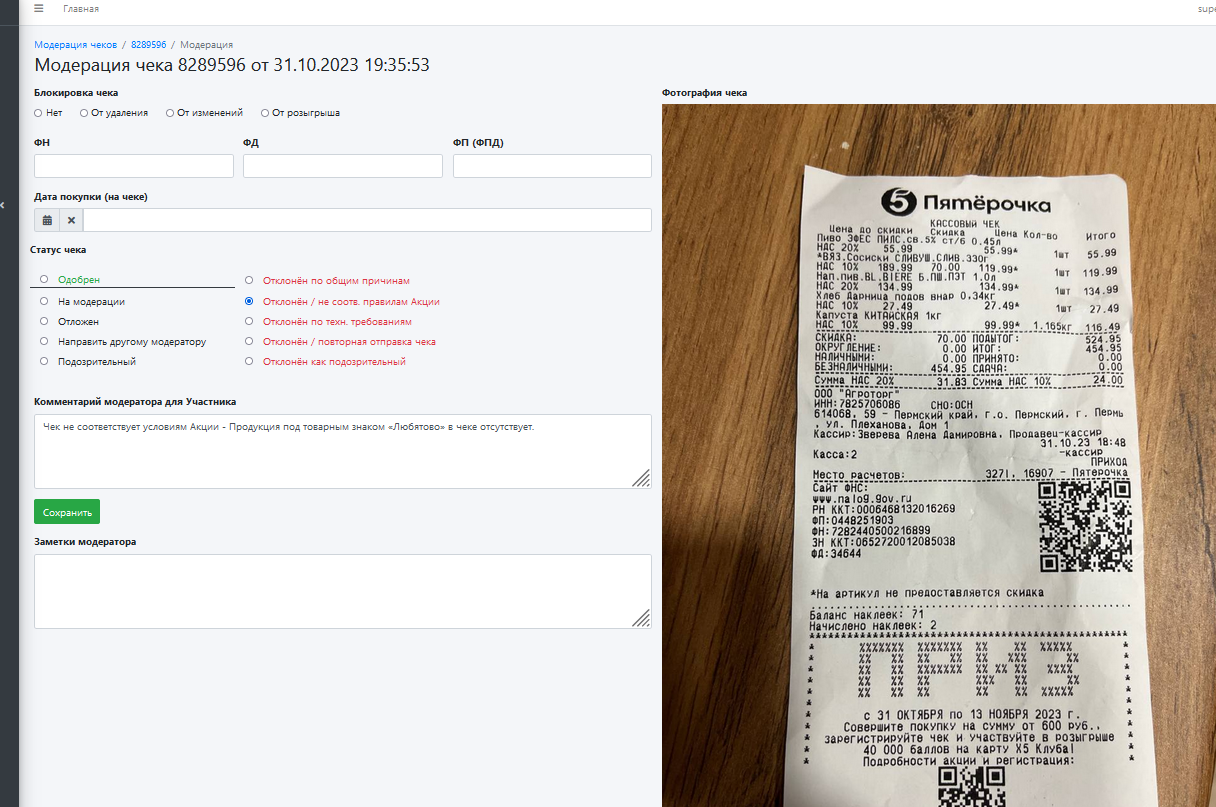 Главная
supe
Модерация чеков / 8289596 / Модерация
Модерация чека 8289596 от 31.10.2023 19:35:53
Блокировка чека
Нет От удаления От изменений От розыгрыша
ФН ФД ФП (ФПД)
Дата покупки (на чеке)
Статус чека
Одобрен
На модерации
Отложен
Направить другому модератору
Подозрительный
Отклонён по общим причинам
Отклонён / не соотв. правилам Акции
Отклонён по техн. требованиям
Отклонён / повторная отправка чека
Отклонён как подозрительный
Комментарий модератора для Участника
Чек не соответствует условиям Акции - Продукция под товарным знаком «Любятово» в чеке отсутствует.
Сохранить
Заметки модератора
Фотография чека
5 Пятёрочка
КАССОВЫЙ ЧЕК
Цена до скидки Скидка Цена Кол-во Итого
Пиво ЭФЕС ПИЛС.св.5% ст/б 0.45л
НДС 20% 55.99 55.99* 1шт 55.99
*ВЯЗ.Сосиски СЛИВУШ.СЛИВ.330г
НДС 10% 189.99 70.00 119.99* 1шт 119.99
Нап.пив.BL.BIERE Б.ПШ.ПЭТ 1.0л
НДС 20% 134.99 134.99* 1шт 134.99
Хлеб Дарница подов внар 0.34кг
НДС 10% 27.49 27.49* 1шт 27.49
Капуста КИТАЙСКАЯ 1кг
НДС 10% 99.99 99.99* 1.165кг 116.49
СКИДКА: 70.00 ПОДЫТОГ: 524.95
ОКРУГЛЕНИЕ: 0.00 ИТОГ: 454.95
НАЛИЧНЫМИ: 0.00 ПРИНЯТО: 0.00
БЕЗНАЛИЧНЫМИ: 454.95 СДАЧА: 0.00
Сумма НДС 20% 31.83 Сумма НДС 10% 24.00
ООО "Агроторг"
ИНН:7825706086 СНО:ОСН
614068, 59 - Пермский край, г.о. Пермский, г. Пермь
, ул. Плеханова, Дом 1
Кассир:Зверева Алена Дамировна, Продавец-кассир
31.10.23 18:48
-кассир
Касса:2
ПРИХОД
Место расчетов: 327I, 16907 - Пятерочка
Сайт ФНС:
www.nalog.gov.ru
РН ККТ:0006468132016269
ФП:0448251903
ФН:7282440500216899
ЗН ККТ:0652720012085038
ФД:34644
*На артикул не предоставляется скидка
Баланс наклеек: 71
Начислено наклеек: 2
ПРИЗ
с 31 ОКТЯБРЯ по 13 НОЯБРЯ 2023 г.
Совершите покупку на сумму от 600 руб.,
зарегистрируйте чек и участвуйте в розыгрыше
40 000 баллов на карту X5 Клуба!
Подробности акции и регистрация: